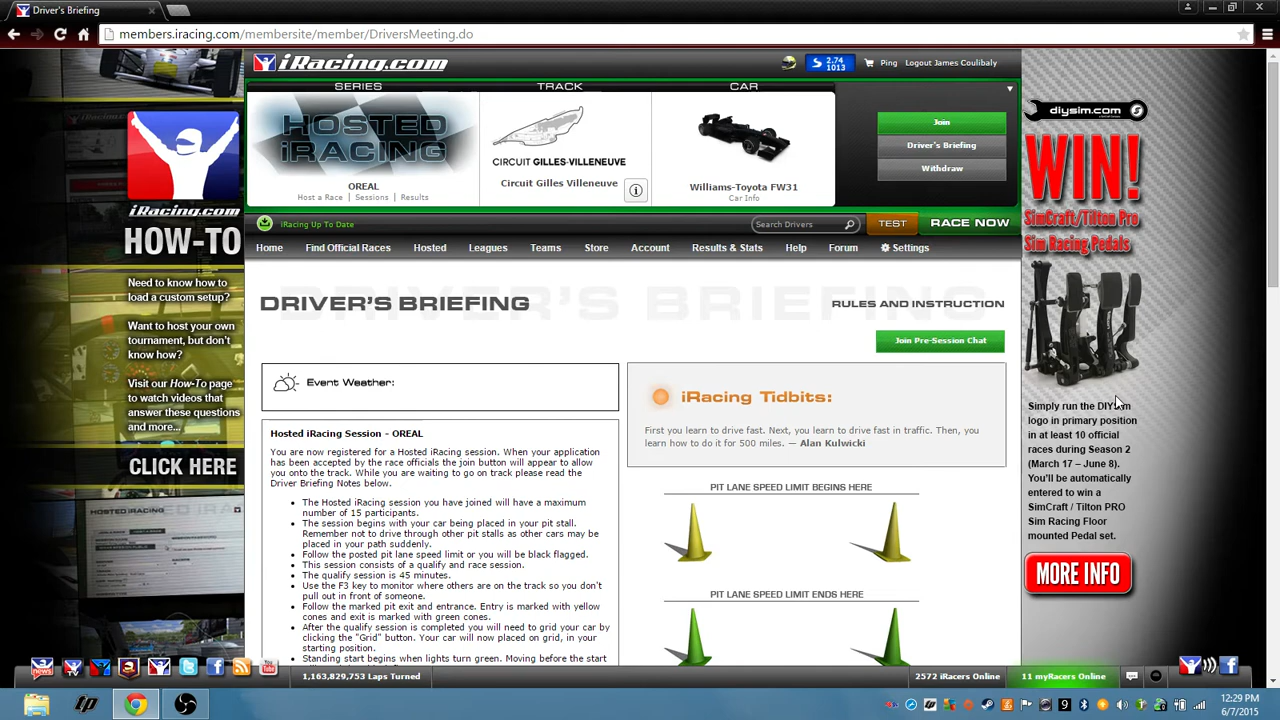 Driver's Briefing
members.iracing.com/membersite/member/DriversMeeting.do
iRacing.com
HOW-TO
Need to know how to
load a custom setup?
Want to host your own
tournament, but don't
know how?
Visit our How-To page
to watch videos that
answer these questions
and more...
CLICK HERE
iRacing.com
2.74
1013
Ping
Logout James Coulibaly
SERIES
TRACK
CAR
HOSTED
iRACING
OREAL
Host a Race | Sessions | Results
CIRCUIT GILLES-VILLENEUVE
Circuit Gilles Villeneuve
Williams-Toyota FW31
Car Info
Join
Driver's Briefing
Withdraw
iRacing Up To Date
Search Drivers
TEST
RACE NOW
Home
Find Official Races
Hosted
Leagues
Teams
Store
Account
Results & Stats
Help
Forum
Settings
DRIVER'S BRIEFING
RULES AND INSTRUCTION
Join Pre-Session Chat
Event Weather:
Hosted iRacing Session - OREAL
You are now registered for a Hosted iRacing session. When your application
has been accepted by the race officials the join button will appear to allow
you onto the track. While you are waiting to go on track please read the
Driver Briefing Notes below.
• The Hosted iRacing session you have joined will have a maximum
number of 15 participants.
• The session begins with your car being placed in your pit stall.
Remember not to drive through other pit stalls as other cars may be
placed in your path suddenly.
• Follow the posted pit lane speed limit or you will be black flagged.
• This session consists of a qualify and race session.
• The qualify session is 45 minutes.
• Use the F3 key to monitor where others are on the track so you don't
pull out in front of someone.
• Follow the marked pit exit and entrance. Entry is marked with yellow
cones and exit is marked with green cones.
• After the qualify session is completed you will need to grid your car by
clicking the "Grid" button. Your car will now placed on grid, in your
starting position.
• Standing start begins when lights turn green. Moving before the start
iRacing Tidbits:
First you learn to drive fast. Next, you learn to drive fast in traffic. Then, you
learn how to do it for 500 miles. — Alan Kulwicki
PIT LANE SPEED LIMIT BEGINS HERE
PIT LANE SPEED LIMIT ENDS HERE
diysim.com
WIN!
SimCraft/Tilton Pro
Sim Racing Pedals
Simply run the DIYSim
logo in primary position
in at least 10 official
races during Season 2
(March 17 – June 8).
You'll be automatically
entered to win a
SimCraft / Tilton PRO
Sim Racing Floor
mounted Pedal set.
MORE INFO
1,163,829,753 Laps Turned
2572 iRacers Online
11 myRacers Online
12:29 PM
6/7/2015